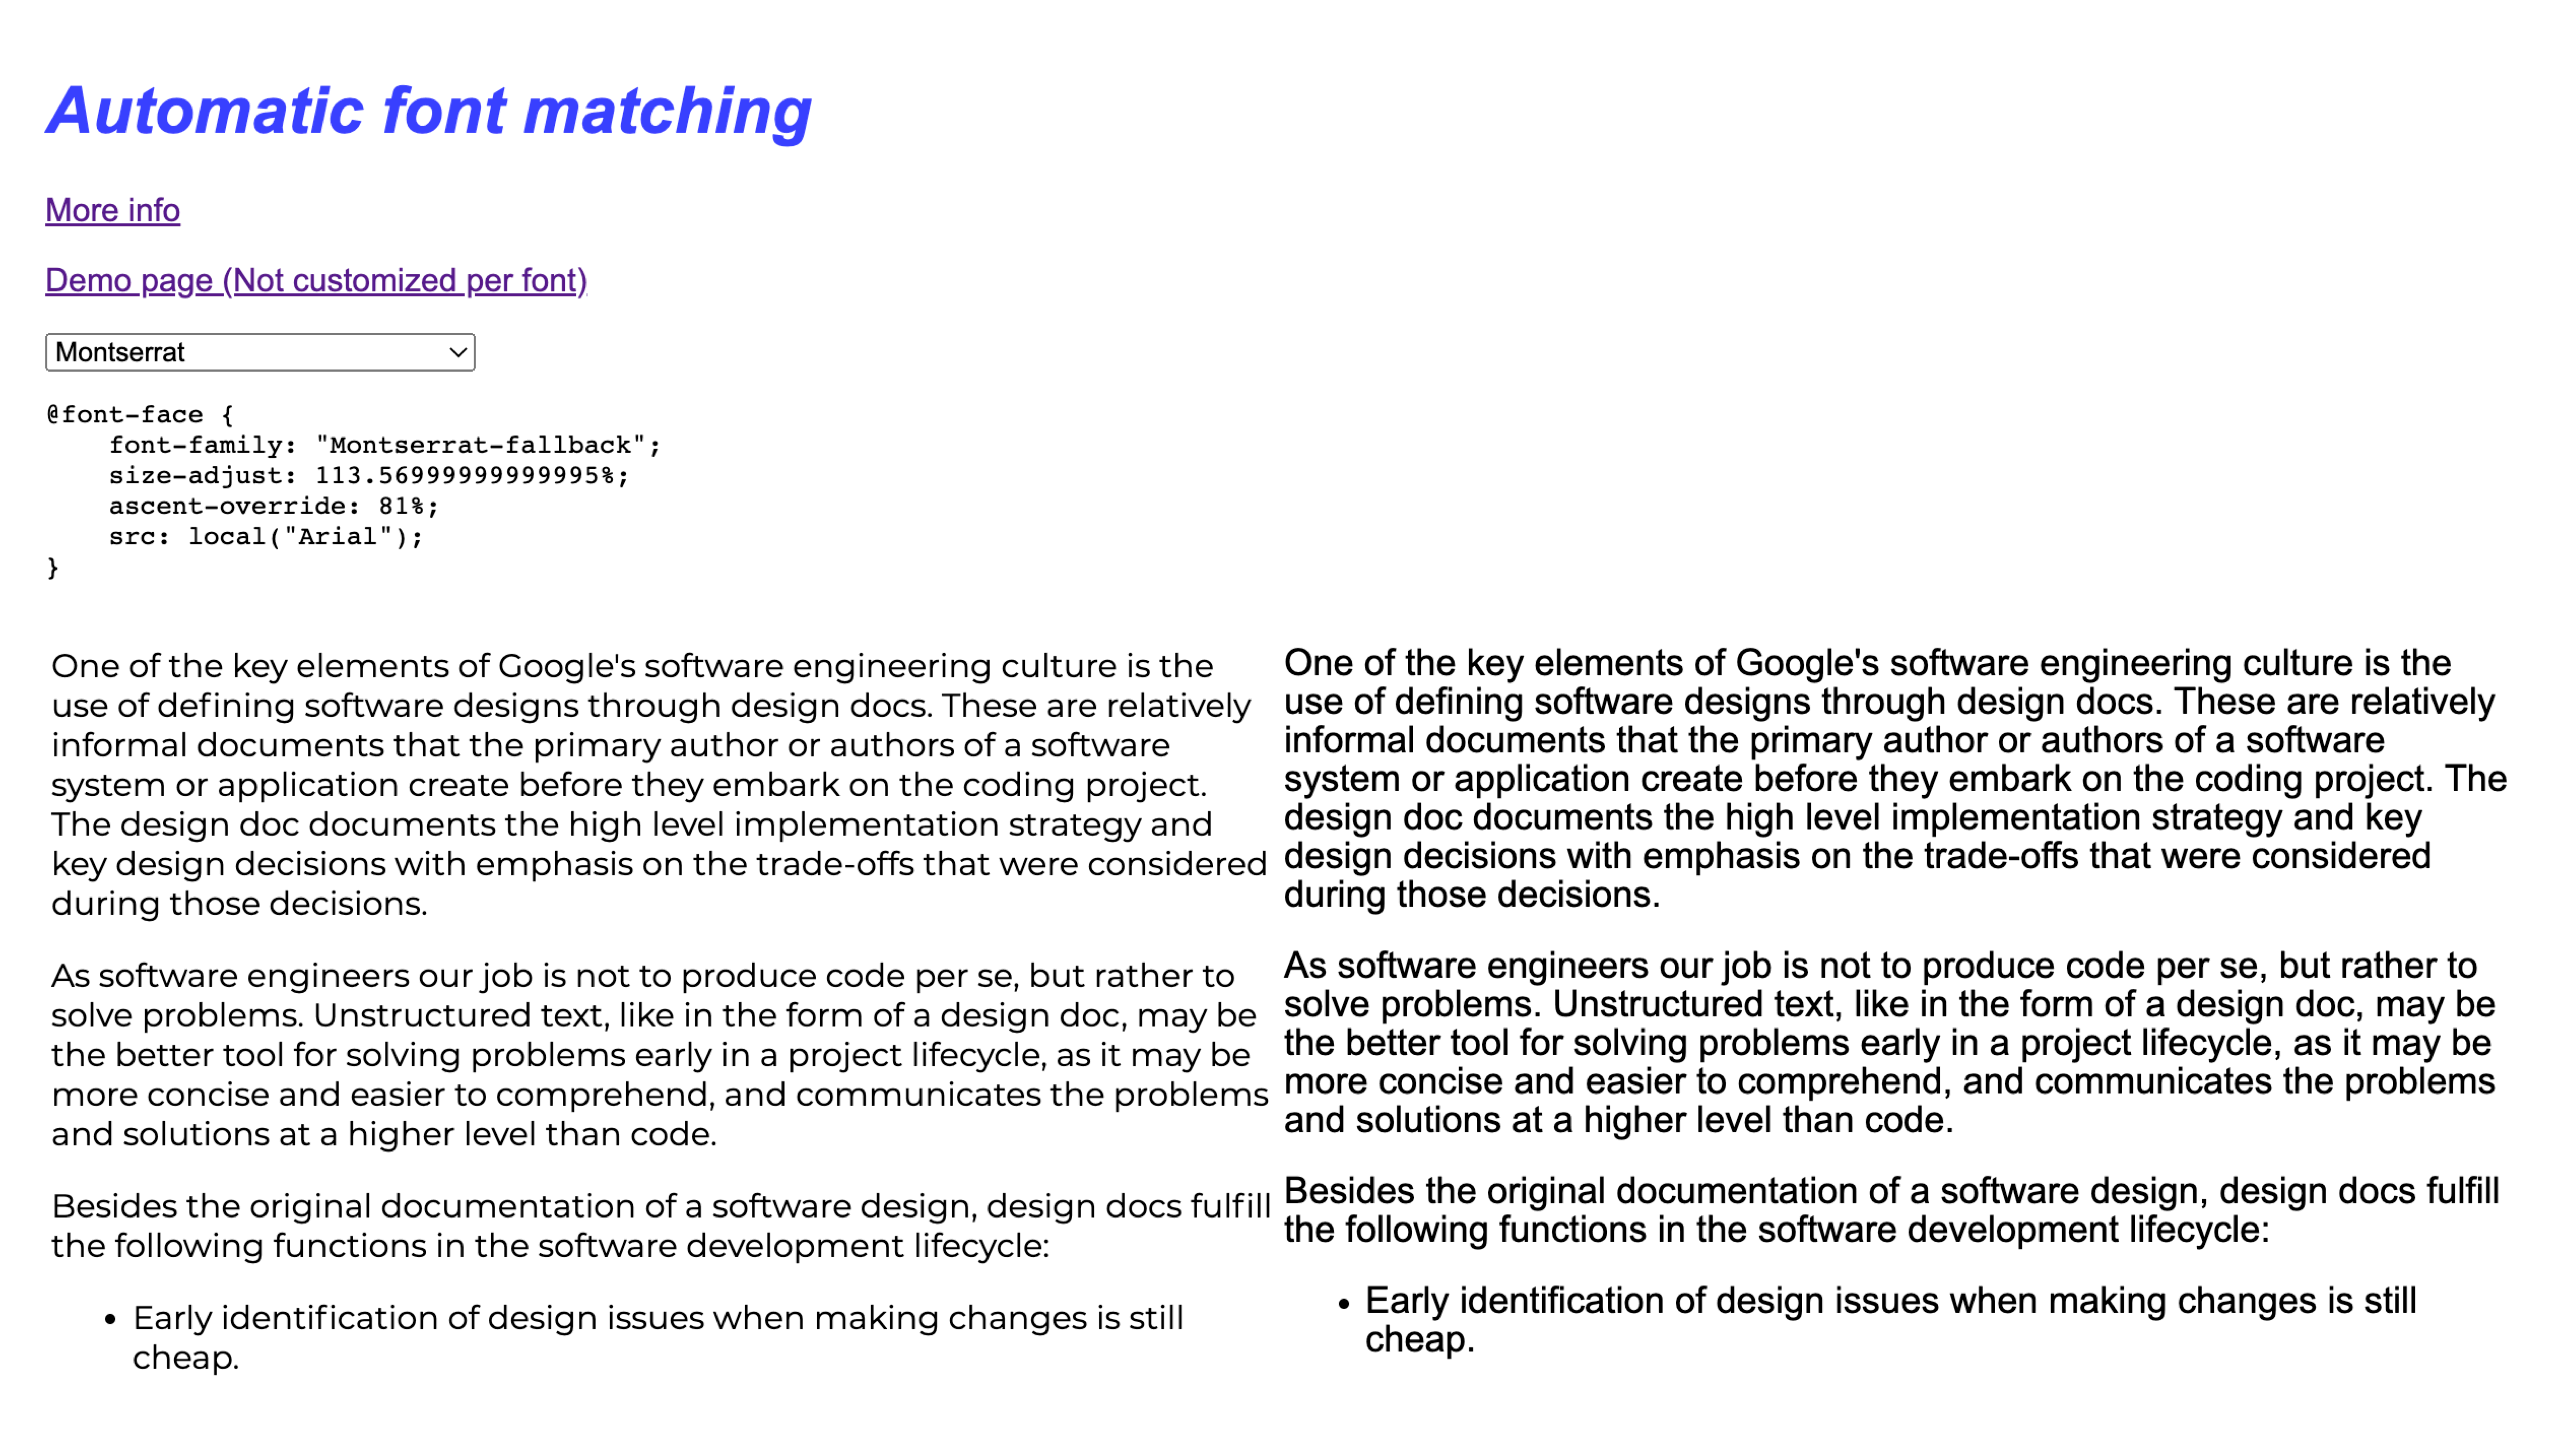 Automatic font matching
More info
Demo page (Not customized per font)
Montserrat
@font-face {
    font-family: "Montserrat-fallback";
    size-adjust: 113.56999999999995%;
    ascent-override: 81%;
    src: local("Arial");
}
One of the key elements of Google's software engineering culture is the
use of defining software designs through design docs. These are relatively
informal documents that the primary author or authors of a software
system or application create before they embark on the coding project.
The design doc documents the high level implementation strategy and
key design decisions with emphasis on the trade-offs that were considered
during those decisions.
As software engineers our job is not to produce code per se, but rather to
solve problems. Unstructured text, like in the form of a design doc, may be
the better tool for solving problems early in a project lifecycle, as it may be
more concise and easier to comprehend, and communicates the problems
and solutions at a higher level than code.
Besides the original documentation of a software design, design docs fulfill
the following functions in the software development lifecycle:
• Early identification of design issues when making changes is still
cheap.
One of the key elements of Google's software engineering culture is the
use of defining software designs through design docs. These are relatively
informal documents that the primary author or authors of a software
system or application create before they embark on the coding project. The
design doc documents the high level implementation strategy and key
design decisions with emphasis on the trade-offs that were considered
during those decisions.
As software engineers our job is not to produce code per se, but rather to
solve problems. Unstructured text, like in the form of a design doc, may be
the better tool for solving problems early in a project lifecycle, as it may be
more concise and easier to comprehend, and communicates the problems
and solutions at a higher level than code.
Besides the original documentation of a software design, design docs fulfill
the following functions in the software development lifecycle:
• Early identification of design issues when making changes is still
cheap.